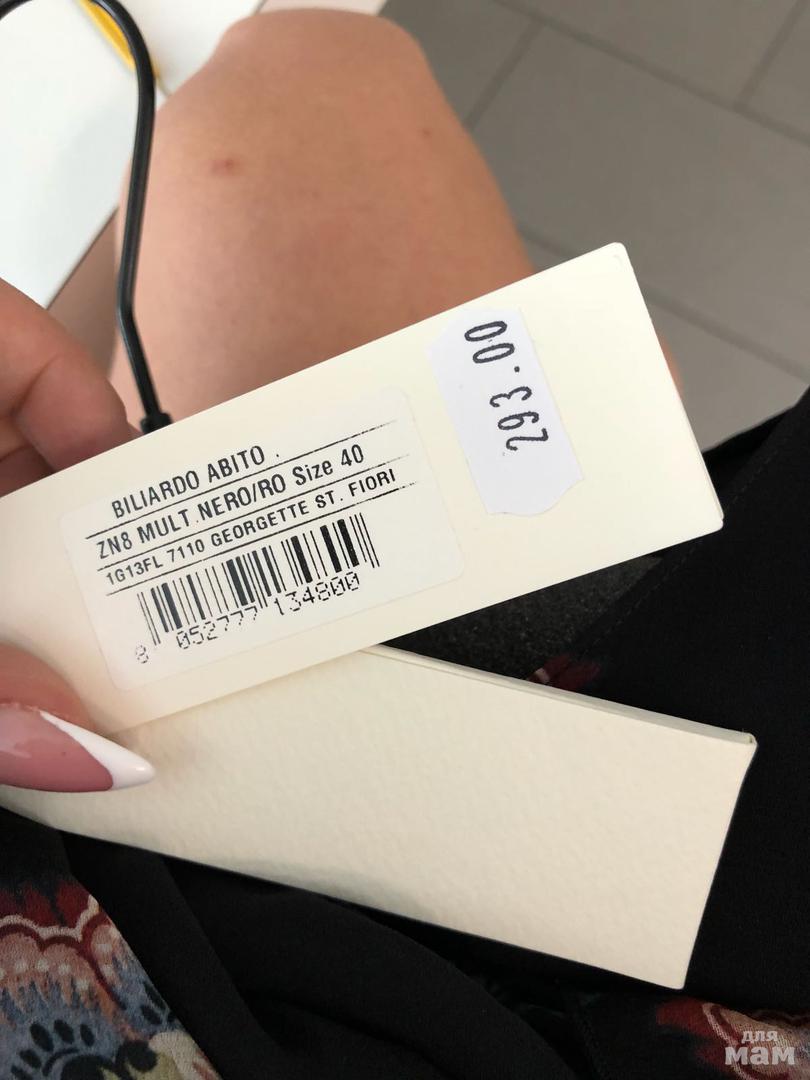 BILIARDO ABITO .
ZN8 MULT.NERO/RO Size 40
1G13FL 7110 GEORGETTE ST. FIORI
8 052777 134800
293.00
для
мам